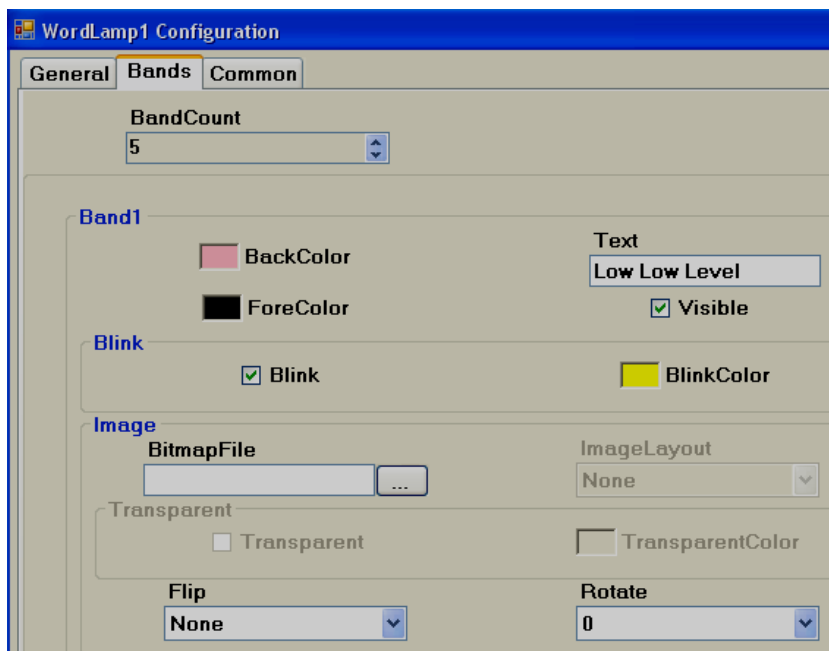 WordLamp1 Configuration
General Bands Common
BandCount
5
Band1
BackColor
Text
Low Low Level
ForeColor
Visible
Blink
Blink
BlinkColor
Image
BitmapFile
ImageLayout
...
None
Transparent
Transparent
TransparentColor
Flip
Rotate
None
0